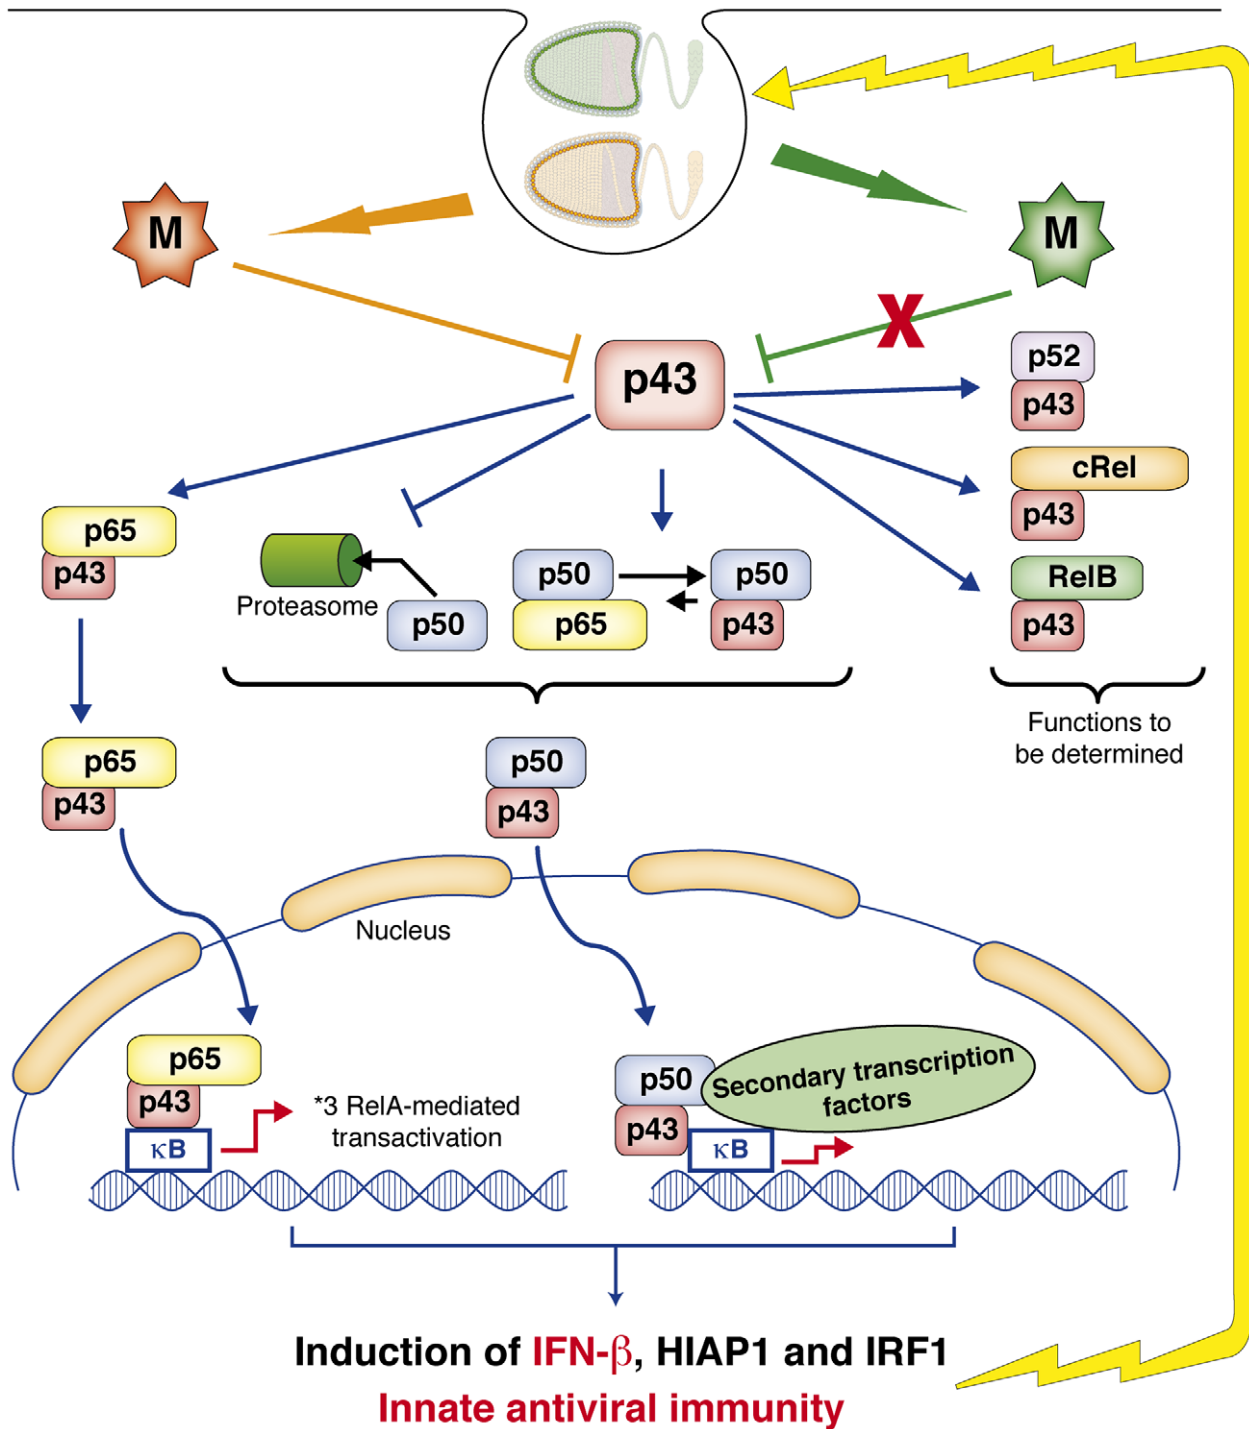 M
M
p43
p52
p43
cRel
p43
RelB
p43
p65
p43
Proteasome
p50
p50
p65
p50
p43
Functions to
be determined
p65
p43
p50
p43
Nucleus
p65
p43
κB
*3 RelA-mediated
transactivation
p50
p43
κB
Secondary transcription
factors
Induction of IFN-β, HIAP1 and IRF1
Innate antiviral immunity